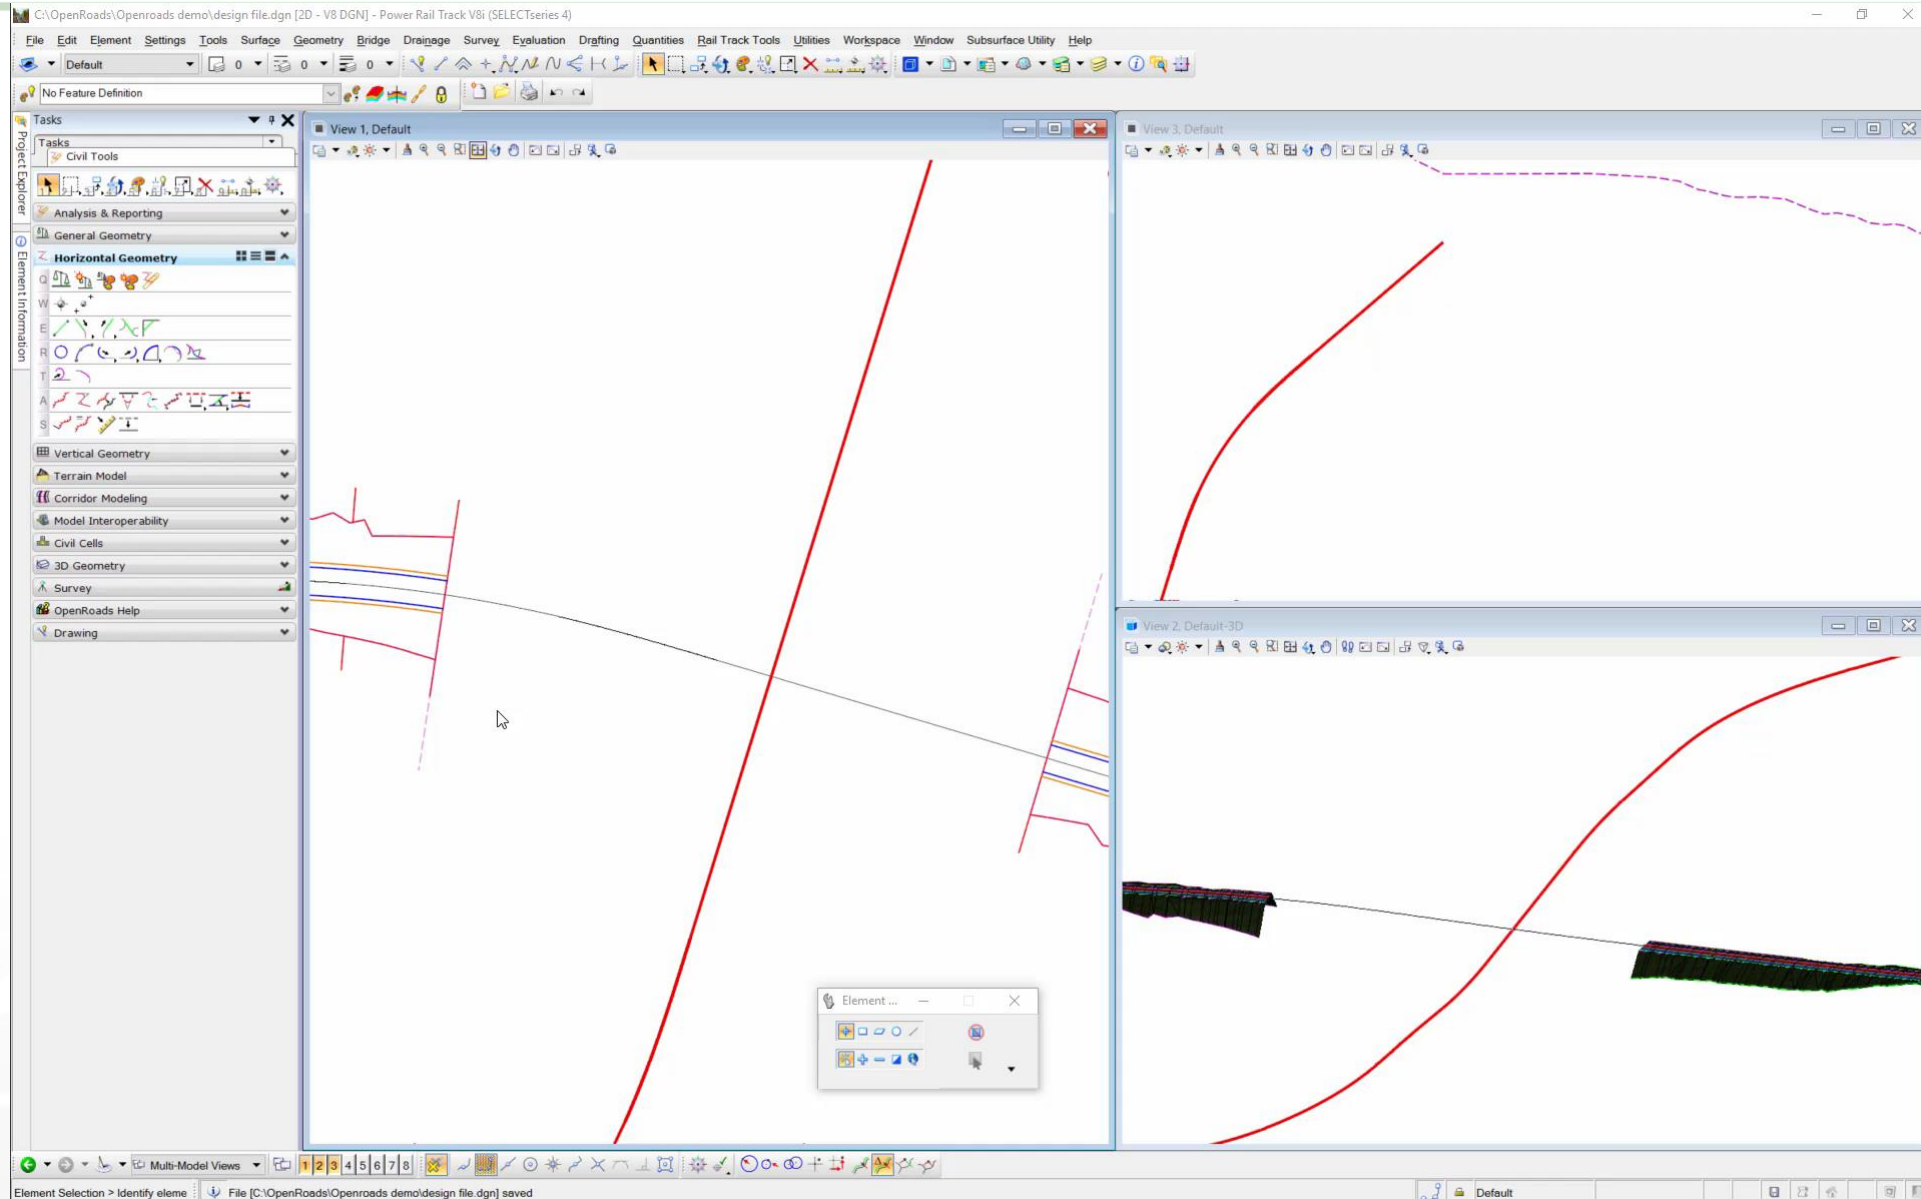 C:\OpenRoads\Openroads demo\design file.dgn [2D - V8 DGN] - Power Rail Track V8i (SELECTseries 4)
File Edit Element Settings Tools Surface Geometry Bridge Drainage Survey Evaluation Drafting Quantities Rail Track Tools Utilities Workspace Window Subsurface Utility Help
Default 0 0 0
No Feature Definition
Tasks
Tasks
Civil Tools
Project Explorer
Element Information
Analysis & Reporting
General Geometry
Horizontal Geometry
Q
W
E
R
T
A
S
Vertical Geometry
Terrain Model
Corridor Modeling
Model Interoperability
Civil Cells
3D Geometry
Survey
OpenRoads Help
Drawing
View 1, Default
View 3, Default
View 2, Default-3D
Element ...
Multi-Model Views 1 2 3 4 5 6 7 8
Element Selection > Identify eleme File [C:\OpenRoads\Openroads demo\design file.dgn] saved Default